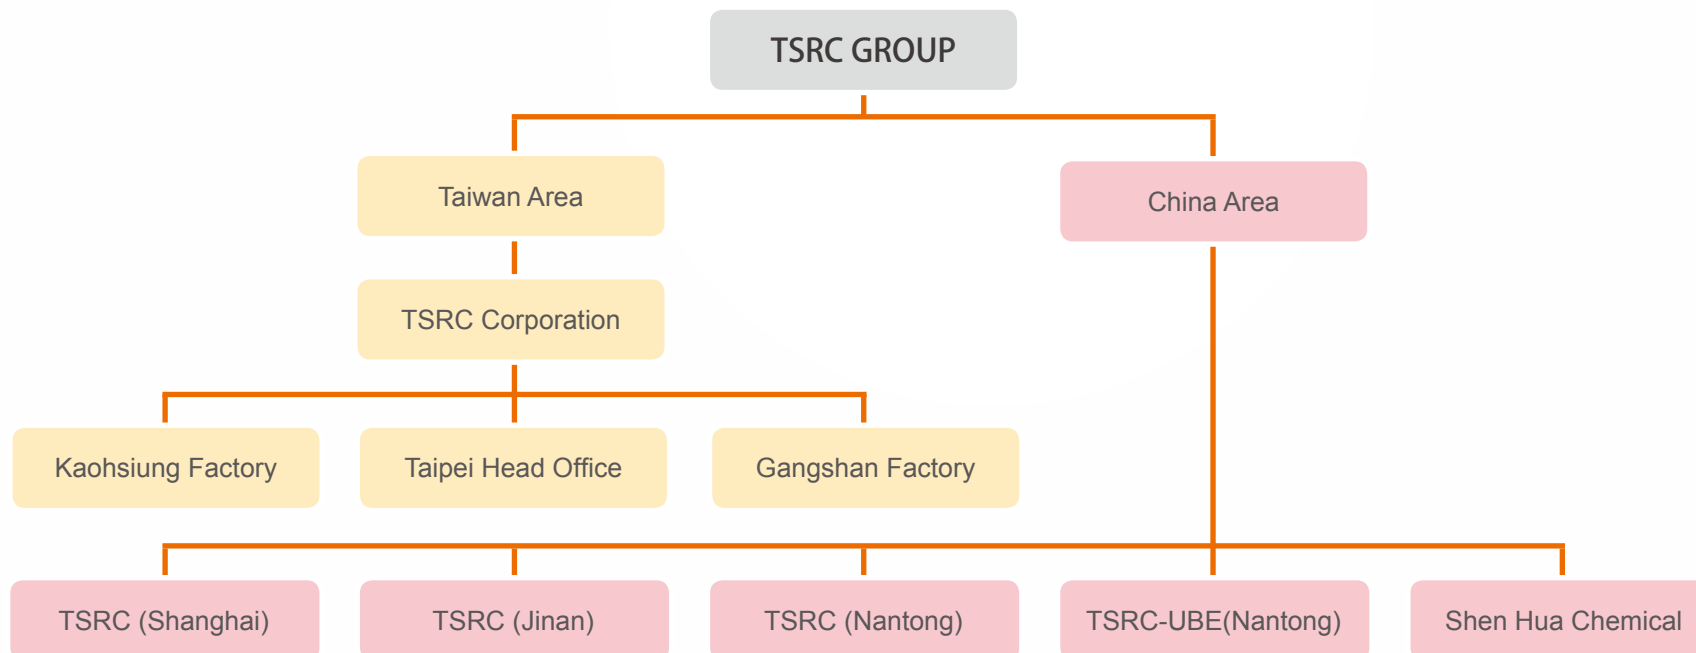 TSRC GROUP
Taiwan Area
China Area
TSRC Corporation
Kaohsiung Factory
Taipei Head Office
Gangshan Factory
TSRC (Shanghai)
TSRC (Jinan)
TSRC (Nantong)
TSRC-UBE(Nantong)
Shen Hua Chemical